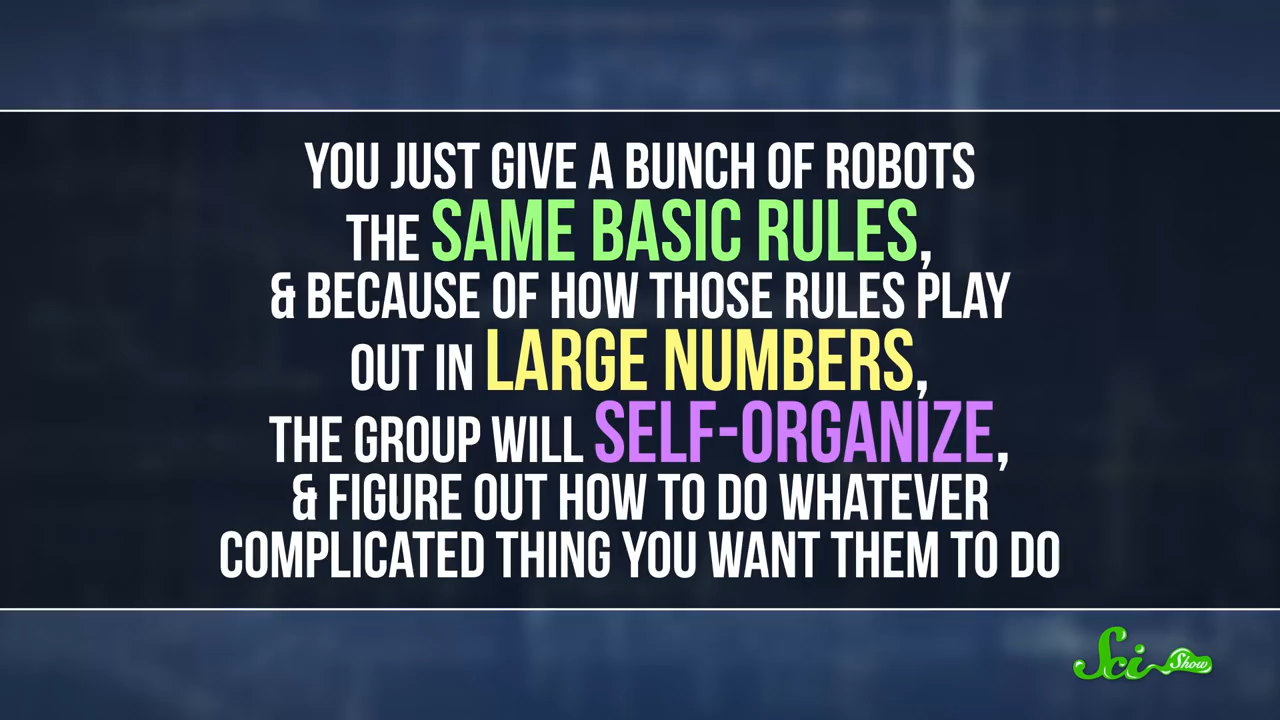 YOU JUST GIVE A BUNCH OF ROBOTS
THE SAME BASIC RULES,
& BECAUSE OF HOW THOSE RULES PLAY
OUT IN LARGE NUMBERS,
THE GROUP WILL SELF-ORGANIZE,
& FIGURE OUT HOW TO DO WHATEVER
COMPLICATED THING YOU WANT THEM TO DO
Sci Show